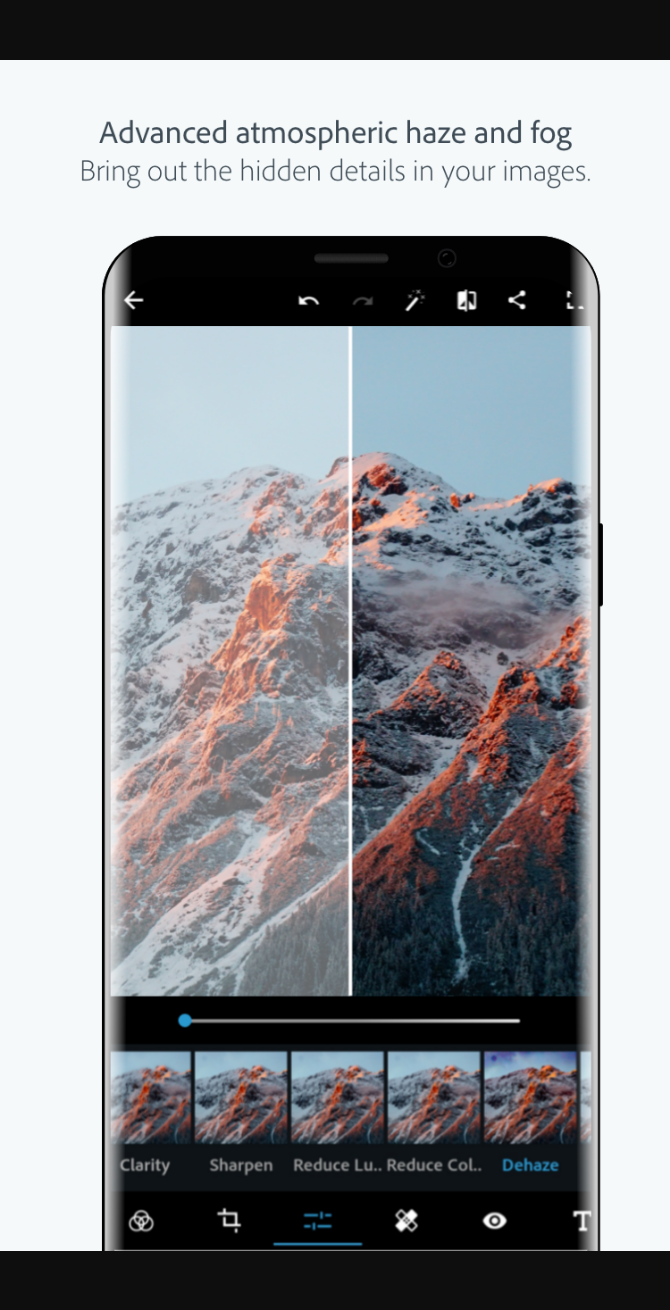 Advanced atmospheric haze and fog
Bring out the hidden details in your images.
Clarity Sharpen Reduce Lu.. Reduce Col.. Dehaze
T